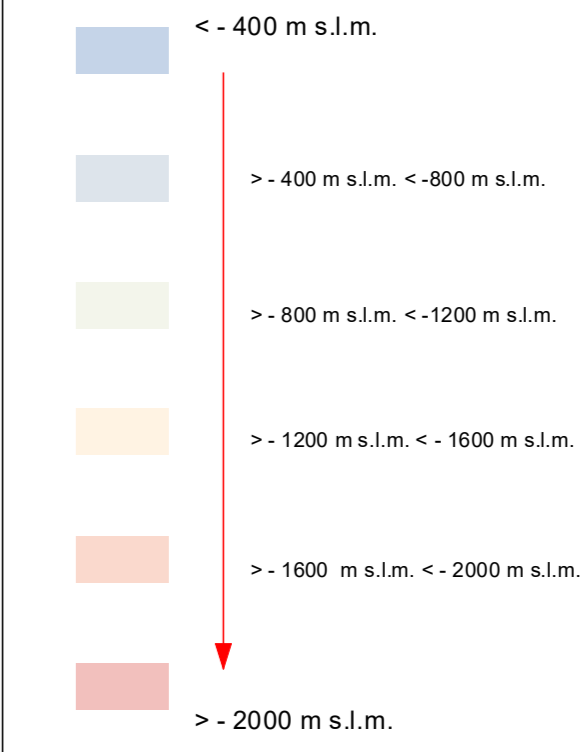 < - 400 m s.l.m.
> - 400 m s.l.m. < -800 m s.l.m.
> - 800 m s.l.m. < -1200 m s.l.m.
> - 1200 m s.l.m. < - 1600 m s.l.m.
> - 1600 m s.l.m. < - 2000 m s.l.m.
> - 2000 m s.l.m.